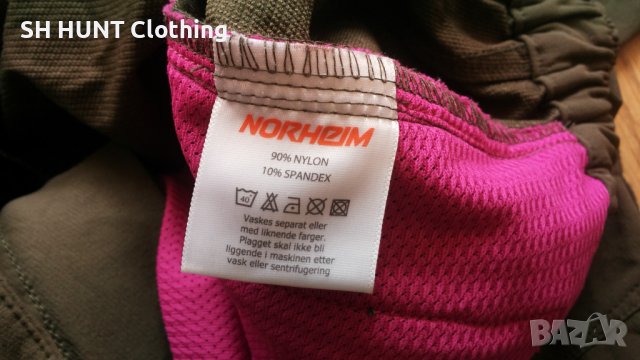 SH HUNT Clothing
NORHEIM
90% NYLON
10% SPANDEX
40
Vaskes separat eller
med liknende farger.
Plagget skal ikke bli
liggende i maskinen etter
vask eller sentrifugering
BAZAR